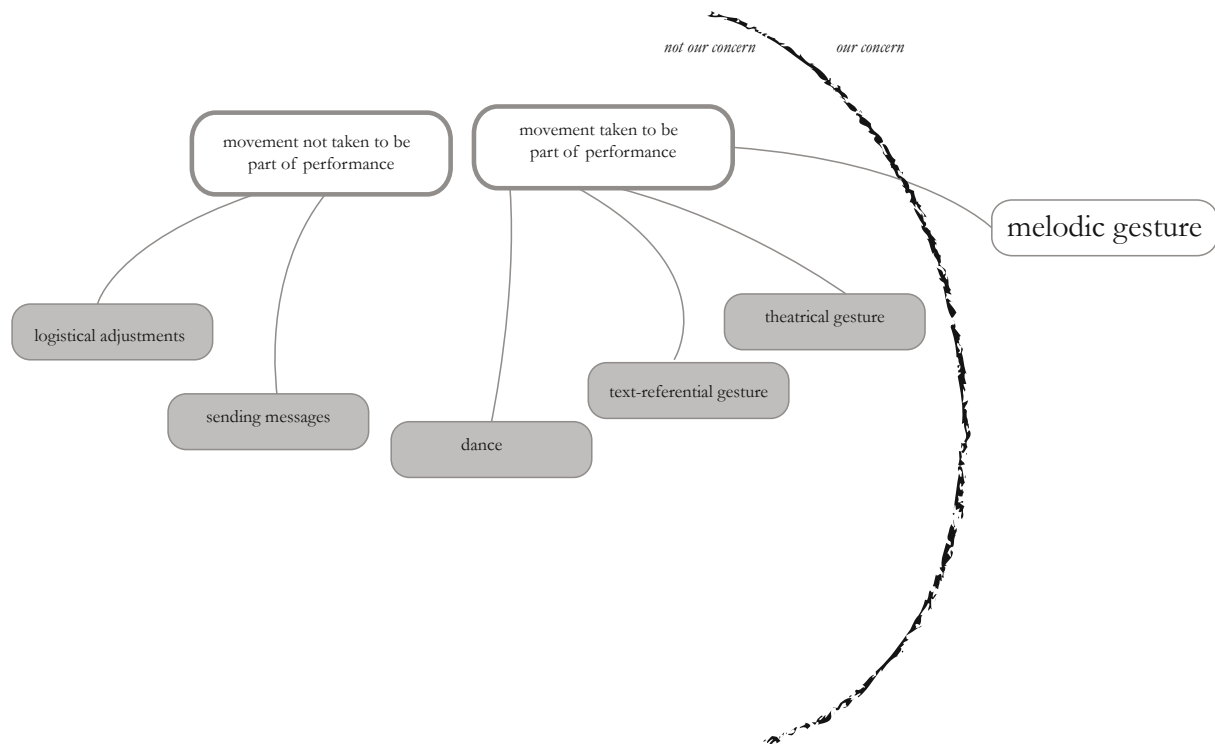 not our concern
our concern
movement not taken to be
part of performance
movement taken to be
part of performance
melodic gesture
logistical adjustments
theatrical gesture
text-referential gesture
sending messages
dance